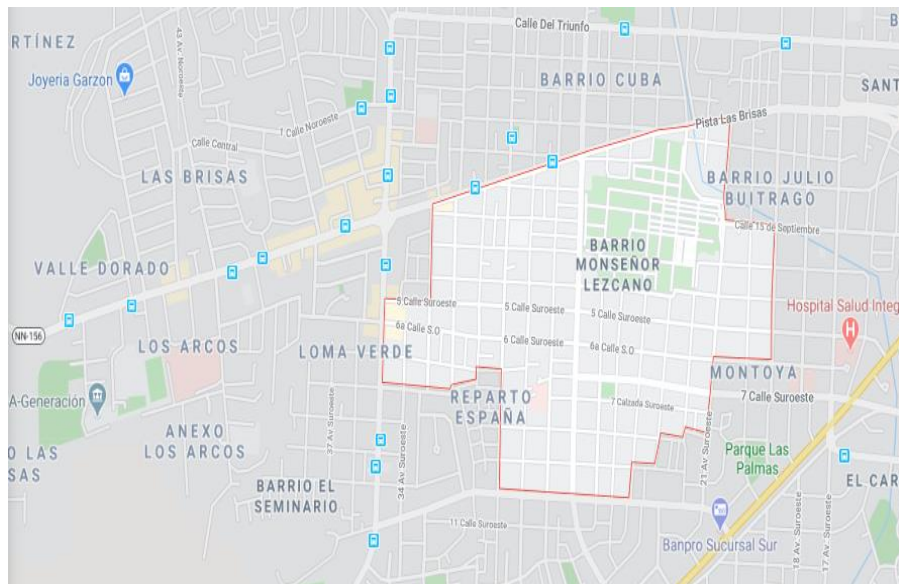 Calle Del Triunfo
RTÍNEZ
43 Av. Noroeste
Joyeria Garzon
BARRIO CUBA
SANT
Pista Las Brisas
1 Calle Noroeste
Calle Central
LAS BRISAS
BARRIO JULIO
BUITRAGO
Calle 15 de Septiembre
BARRIO
MONSEÑOR
LEZCANO
VALLE DORADO
5 Calle Suroeste
5 Calle Suroeste
5 Calle Suroeste
Hospital Salud Integ
H
NN-156
6a Calle S.O
6 Calle Suroeste
6a Calle S.O
LOS ARCOS
LOMA VERDE
MONTOYA
A-Generación
REPARTO
ESPAÑA
7 Calzada Suroeste
7 Calle Suroeste
ANEXO
LOS ARCOS
37 Av. Suroeste
34 Av. Suroeste
21 Av. Suroeste
O LAS
SAS
Parque Las
Palmas
BARRIO EL
SEMINARIO
EL CAR
11 Calle Suroeste
Banpro Sucursal Sur
18 Av. Suroeste
17 Av. Suroeste